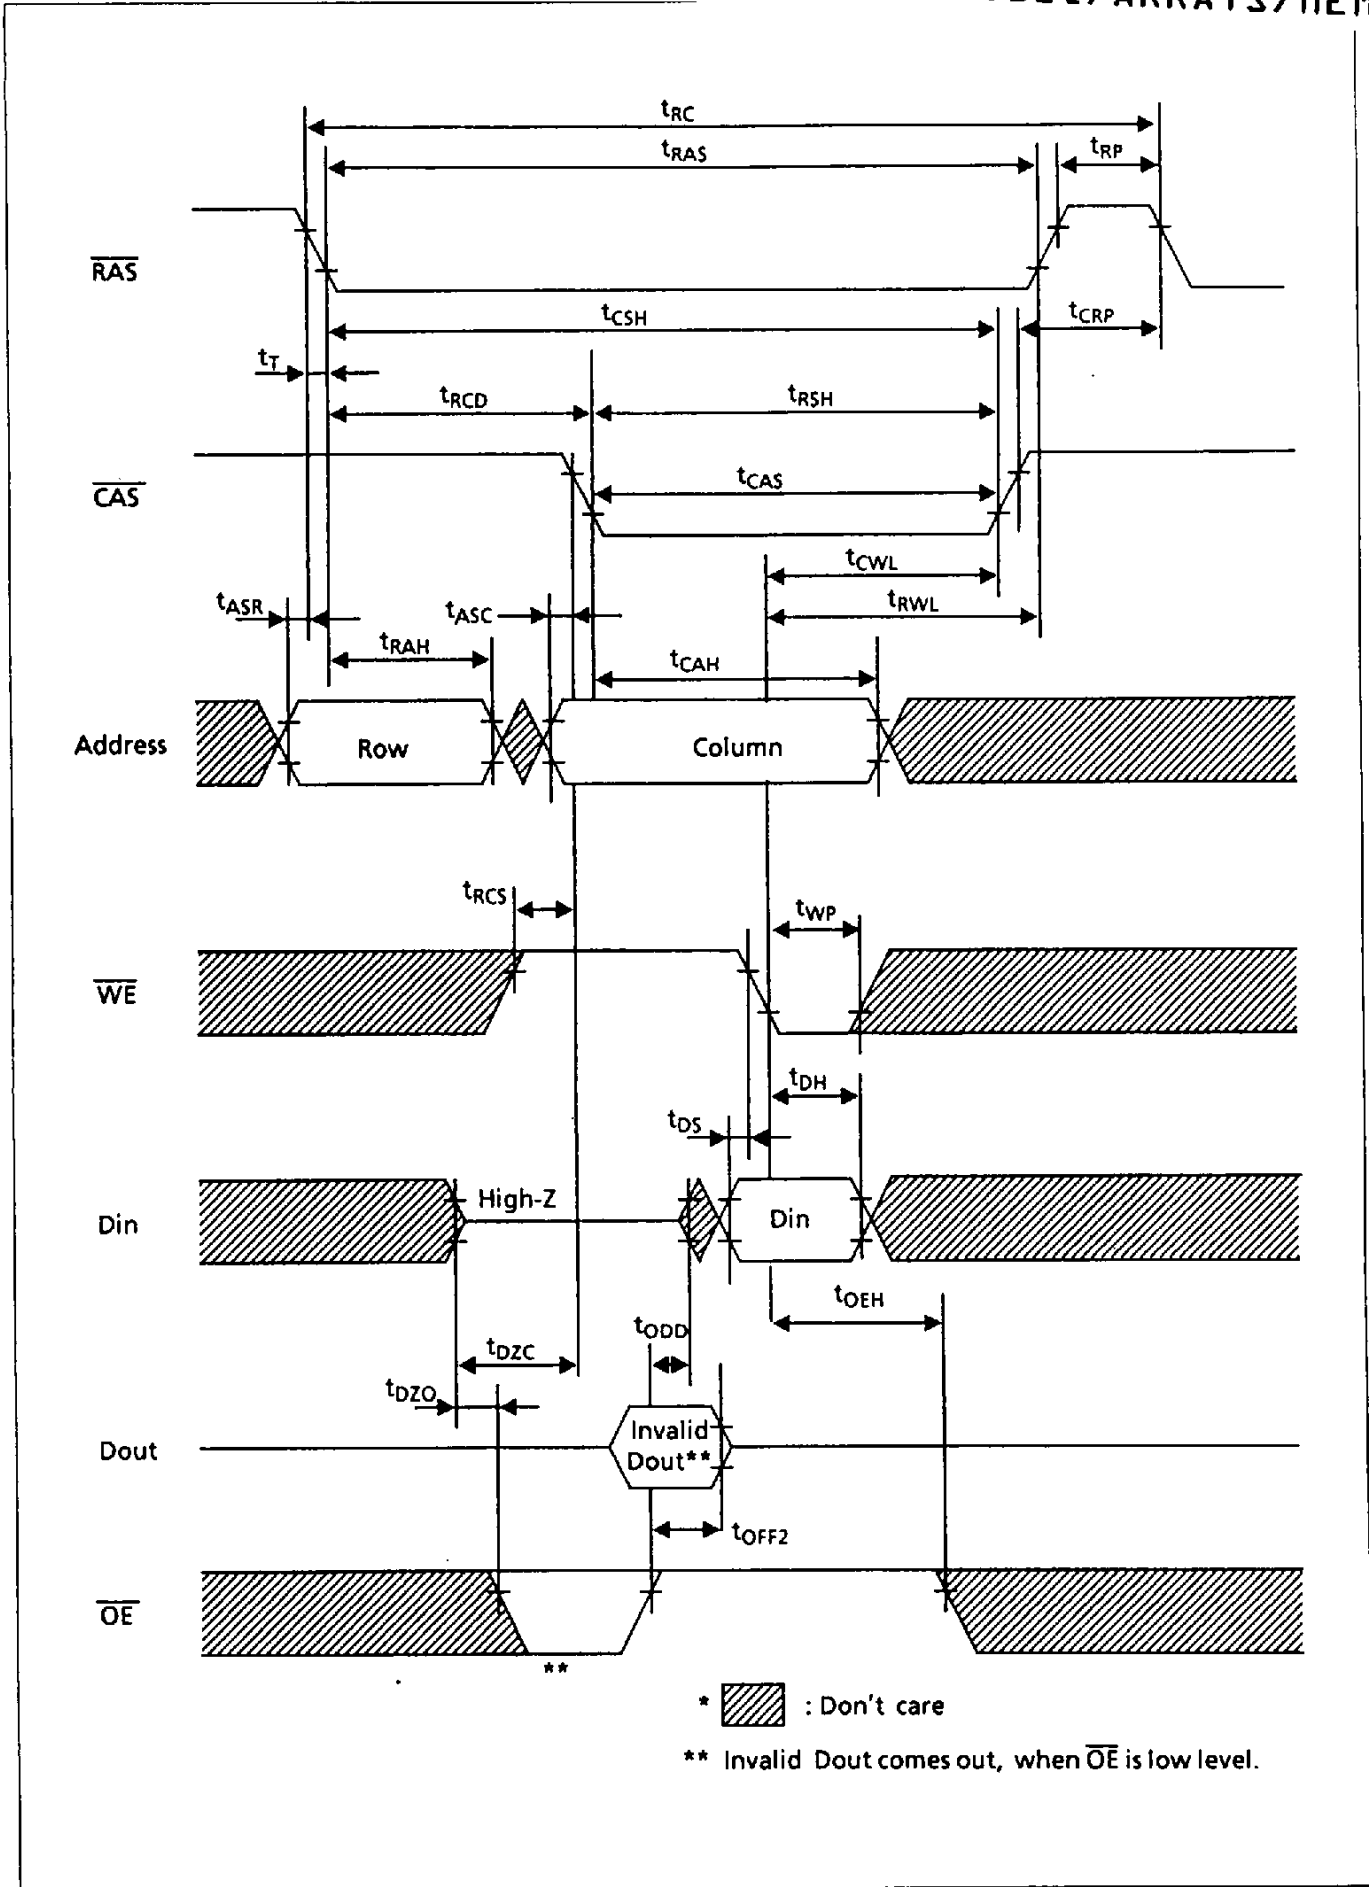 tRC
tRAS
tRP
RAS
tCSH
tCRP
tT
tRCD
tRSH
CAS
tCAS
tCWL
tASR
tASC
tRWL
tRAH
tCAH
Address
Row
Column
tRCS
tWP
WE
tDH
tDS
Din
High-Z
Din
tOEH
tODD
tDZC
tDZO
Dout
Invalid
Dout**
tOFF2
OE
**
* : Don't care
** Invalid Dout comes out, when OE is low level.